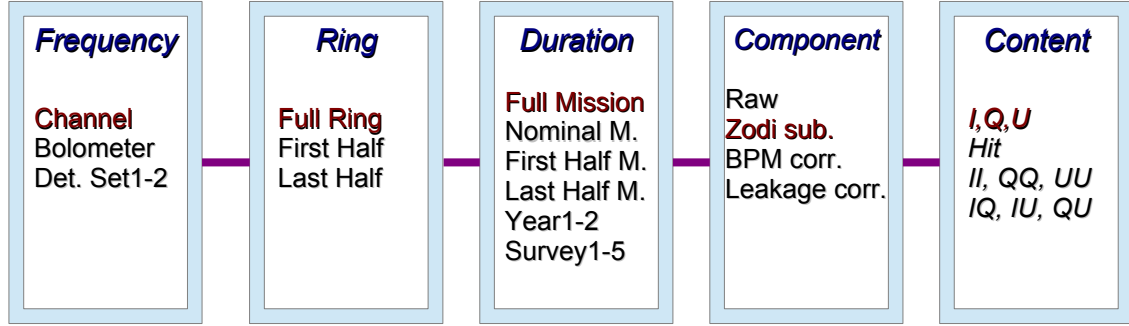 Frequency
Channel
Bolometer
Det. Set1-2
Ring
Full Ring
First Half
Last Half
Duration
Full Mission
Nominal M.
First Half M.
Last Half M.
Year1-2
Survey1-5
Component
Raw
Zodi sub.
BPM corr.
Leakage corr.
Content
I,Q,U
Hit
II, QQ, UU
IQ, IU, QU